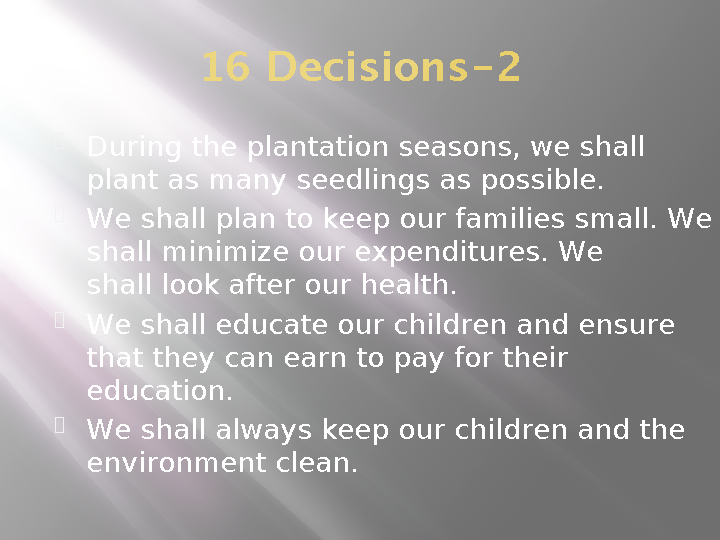 16 Decisions-2
During the plantation seasons, we shall
plant as many seedlings as possible.
We shall plan to keep our families small. We
shall minimize our expenditures. We
shall look after our health.
We shall educate our children and ensure
that they can earn to pay for their
education.
We shall always keep our children and the
environment clean.